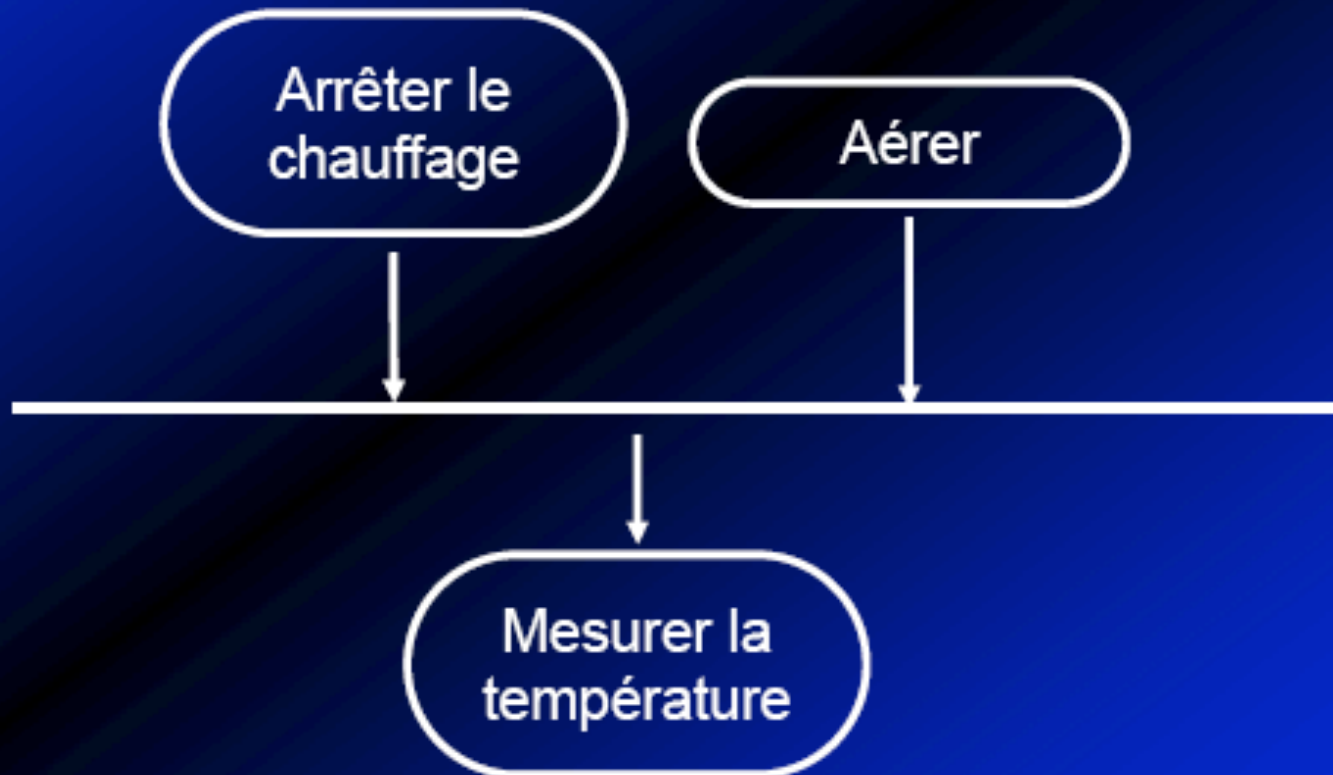 Arrêter le
chauffage
Aérer
Mesurer la
température